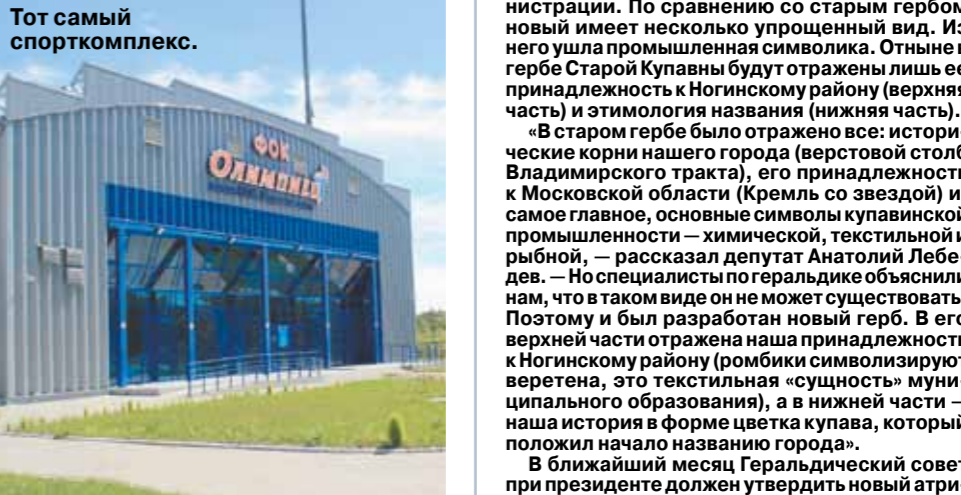 Тот самый
спорткомплекс.
ФОК
Олимпиец
нистрации. По сравнению со старым гербом
новый имеет несколько упрощенный вид. Из
него ушла промышленная символика. Отныне в
гербе Старой Купавны будут отражены лишь ее
принадлежность к Ногинскому району (верхняя
часть) и этимология названия (нижняя часть).
«В старом гербе было отражено все: истори-
ческие корни нашего города (верстовой столб
Владимирского тракта), его принадлежность
к Московской области (Кремль со звездой) и
самое главное, основные символы купавинской
промышленности — химической, текстильной и
рыбной, — рассказал депутат Анатолий Лебе-
дев. — Но специалисты по геральдике объяснили
нам, что в таком виде он не может существовать.
Поэтому и был разработан новый герб. В его
верхней части отражена наша принадлежность
к Ногинскому району (ромбики символизируют
веретена, это текстильная «сущность» муни-
ципального образования), а в нижней части —
наша история в форме цветка купава, который
положил начало названию города».
В ближайший месяц Геральдический совет
при президенте должен утвердить новый атри-